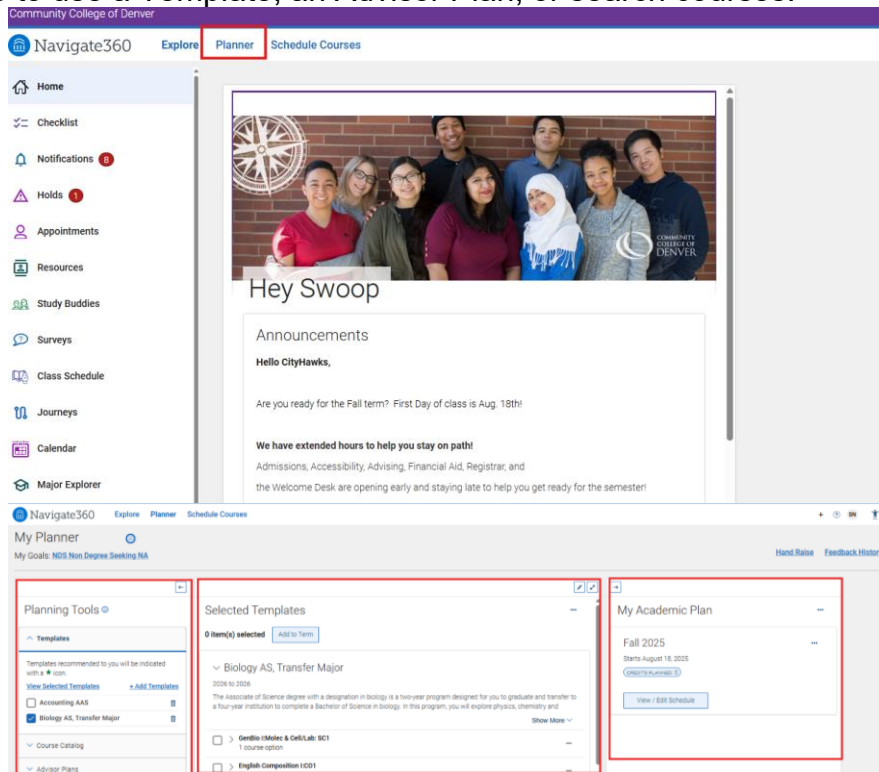 to use a Template, an Advisor Plan, or search courses.
Community College of Denver
Navigate360 Explore Planner Schedule Courses
Home
Checklist
Notifications 8
Holds 1
Appointments
Resources
Study Buddies
Surveys
Class Schedule
Journeys
Calendar
Major Explorer
COMMUNITY
COLLEGE OF
DENVER
Hey Swoop
Announcements
Hello CityHawks,
Are you ready for the Fall term? First Day of class is Aug. 18th!
We have extended hours to help you stay on path!
Admissions, Accessibility, Advising, Financial Aid, Registrar, and
the Welcome Desk are opening early and staying late to help you get ready for the semester!
Navigate360 Explore Planner Schedule Courses
My Planner
My Goals: NDS Non Degree Seeking NA
Hand Raise Feedback Histor
Planning Tools
Templates
Templates recommended to you will be indicated
with a ★ icon.
View Selected Templates + Add Templates
Accounting AAS
Biology AS, Transfer Major
Course Catalog
Advisor Plans
Selected Templates
0 item(s) selected Add to Term
Biology AS, Transfer Major
2026 to 2026
The Associate of Science degree with a designation in biology is a two-year program designed for you to graduate and transfer to
a four-year institution to complete a Bachelor of Science in biology. In this program, you will explore physics, chemistry and
Show More
GenBio I:Molec & Cell/Lab: SC1
1 course option
English Composition I:CO1
My Academic Plan
Fall 2025
Starts August 18, 2025
CREDITS PLANNED: 0
View / Edit Schedule